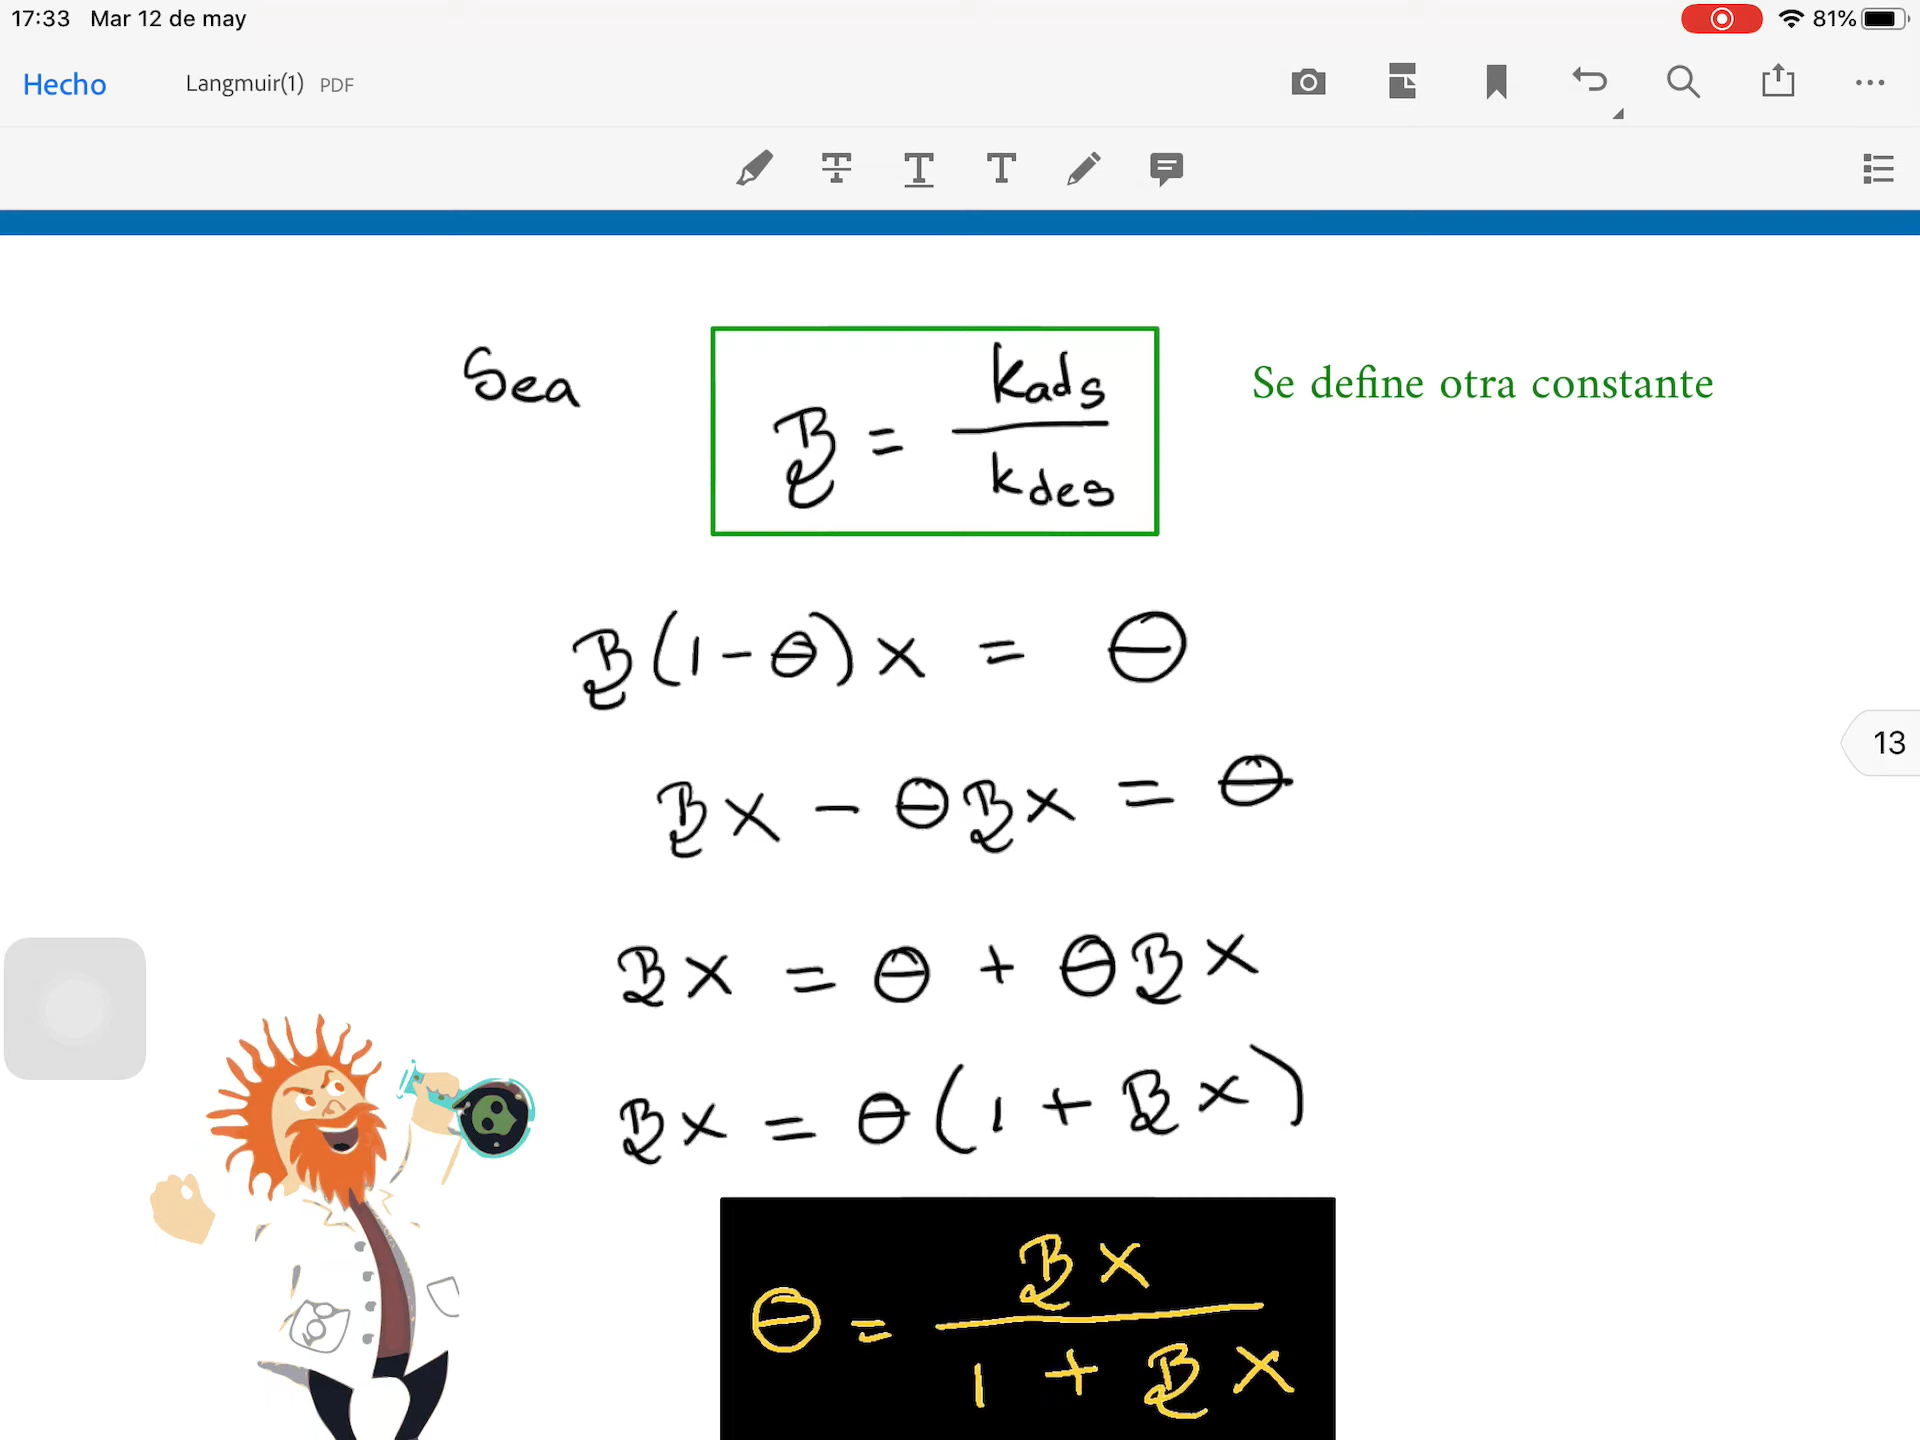 17:33 Mar 12 de may 81%
Hecho Langmuir(1) PDF
Sea
B = kads / kdes
Se define otra constante
B(1 - θ) x = θ
Bx - θBx = θ
13
Bx = θ + θBx
Bx = θ(1 + Bx)
θ = Bx / 1 + Bx